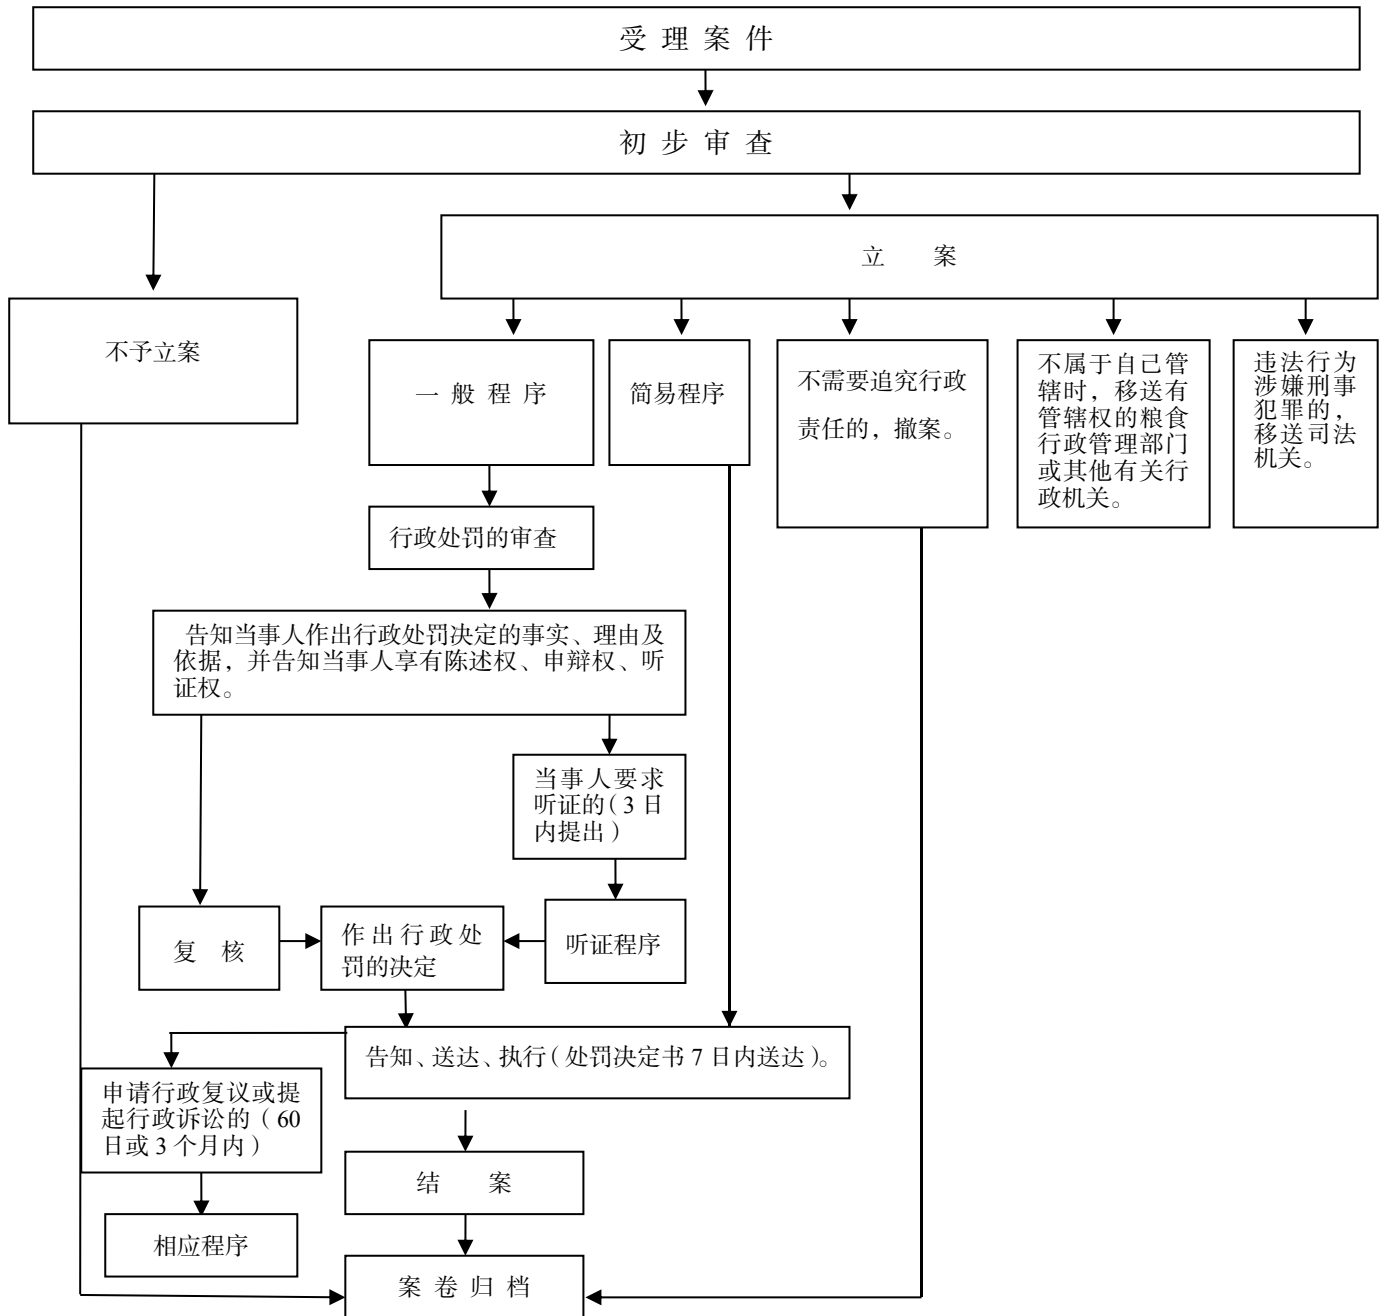 受理案件
初步审查
立 案
不予立案
一般程序
简易程序
不需要追究行政
责任的，撤案。
不属于自己管
辖时，移送有
管辖权的粮食
行政管理部门
或其他有关行
政机关。
违法行为
涉嫌刑事
犯罪的，
移送司法
机关。
行政处罚的审查
告知当事人作出行政处罚决定的事实、理由及
依据，并告知当事人享有陈述权、申辩权、听
证权。
当事人要求
听证的（3 日
内提出）
复 核
作出行政处
罚的决定
听证程序
告知、送达、执行（处罚决定书 7 日内送达）。
申请行政复议或提
起行政诉讼的（60
日或 3 个月内）
结 案
相应程序
案卷归档